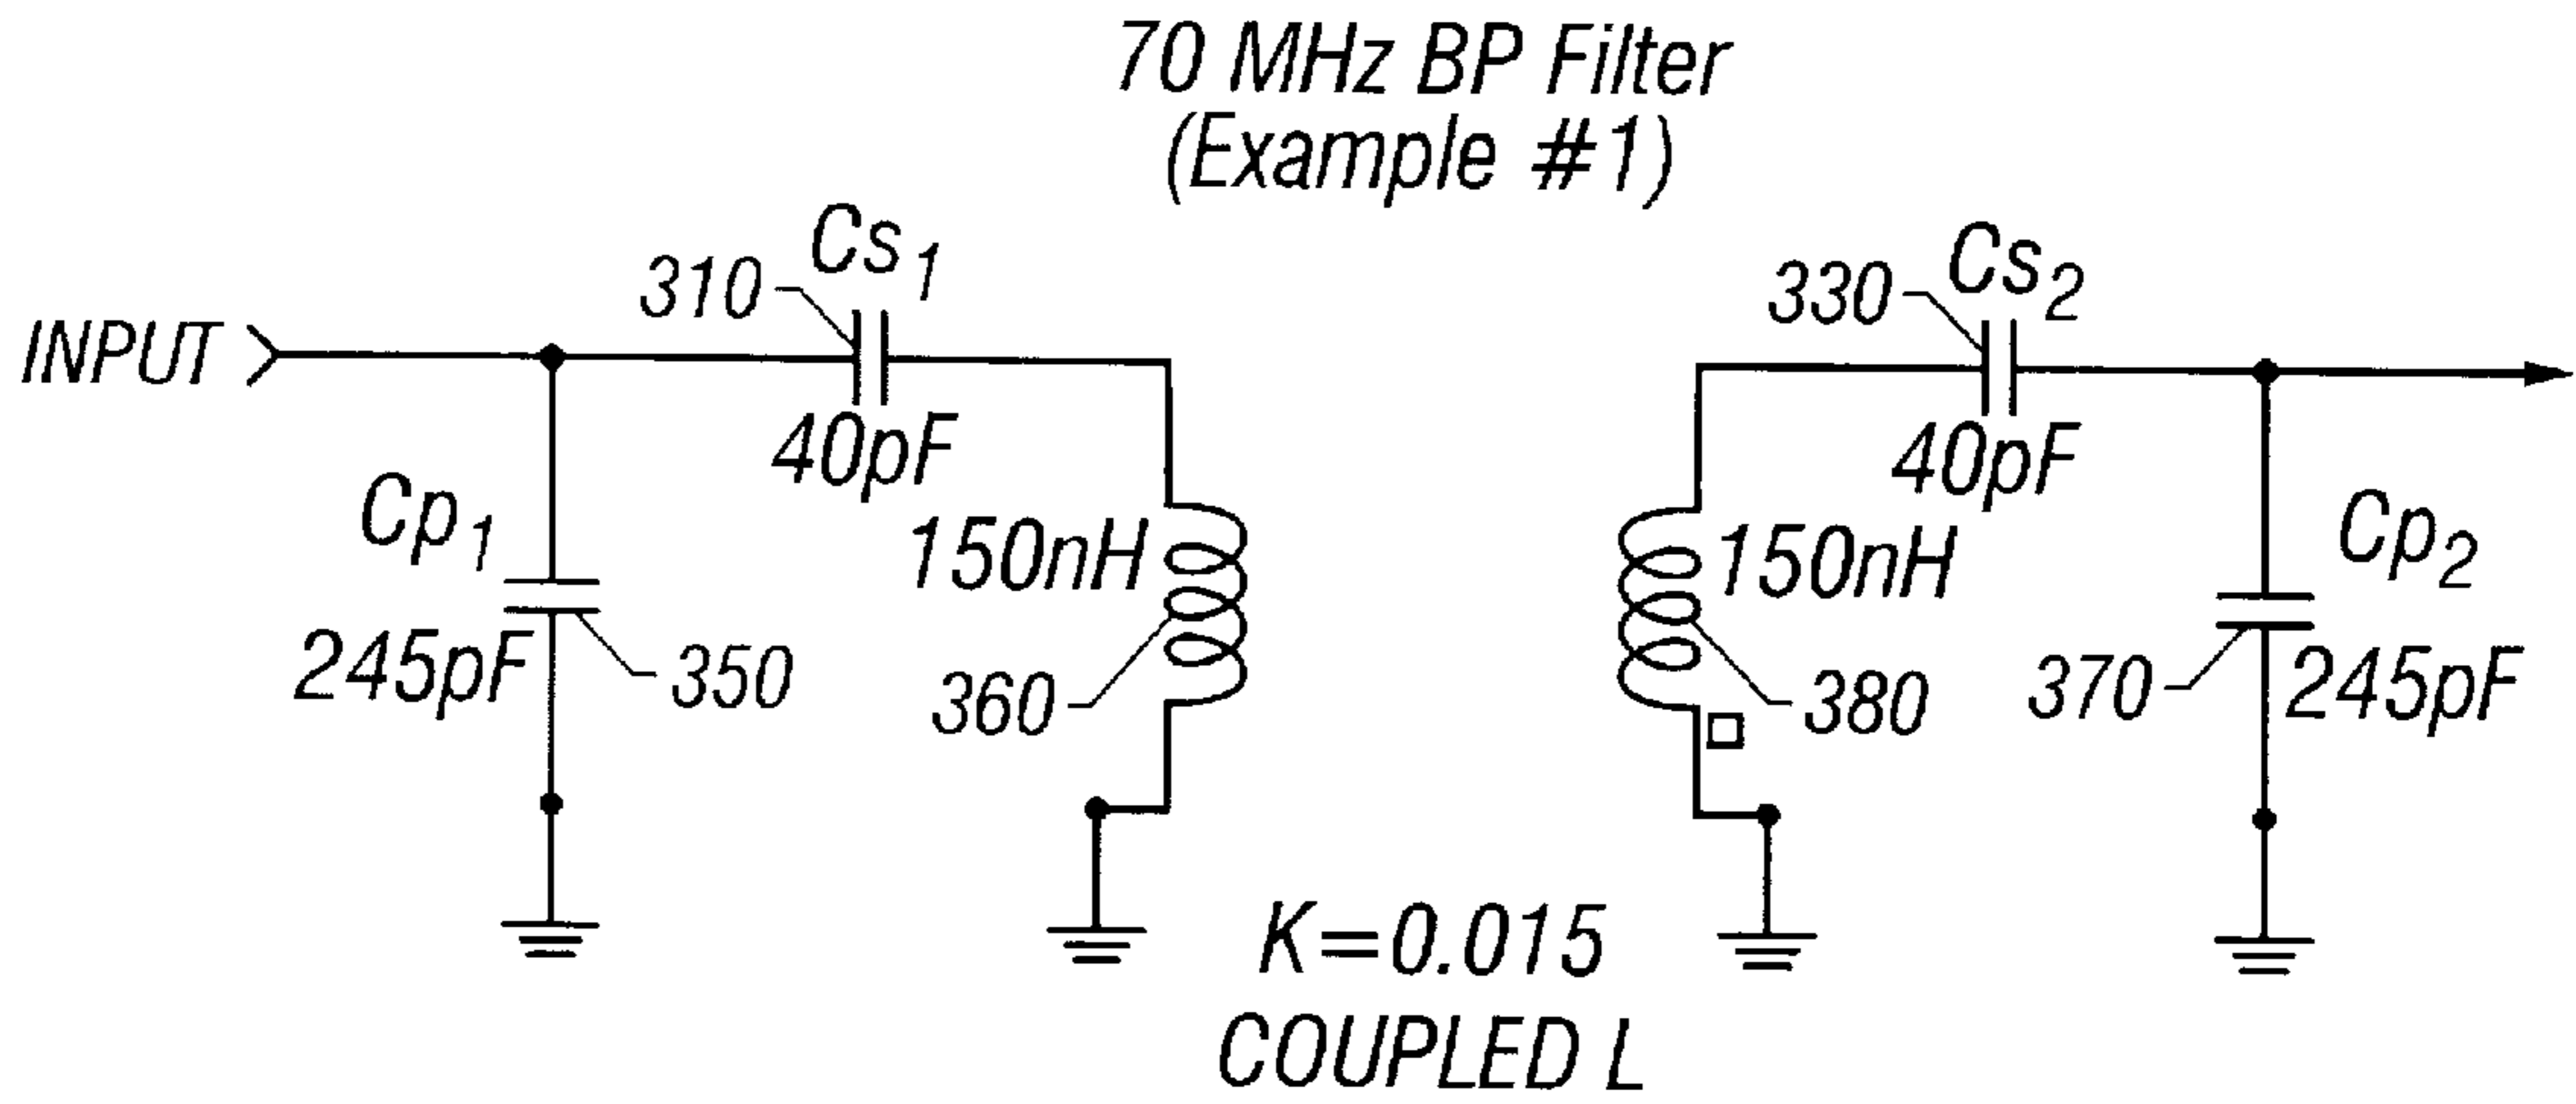 70 MHz BP Filter
(Example #1)
INPUT
310
Cs1
40pF
330
Cs2
40pF
Cp1
245pF
350
150nH
360
150nH
380
Cp2
370
245pF
K=0.015
COUPLED L